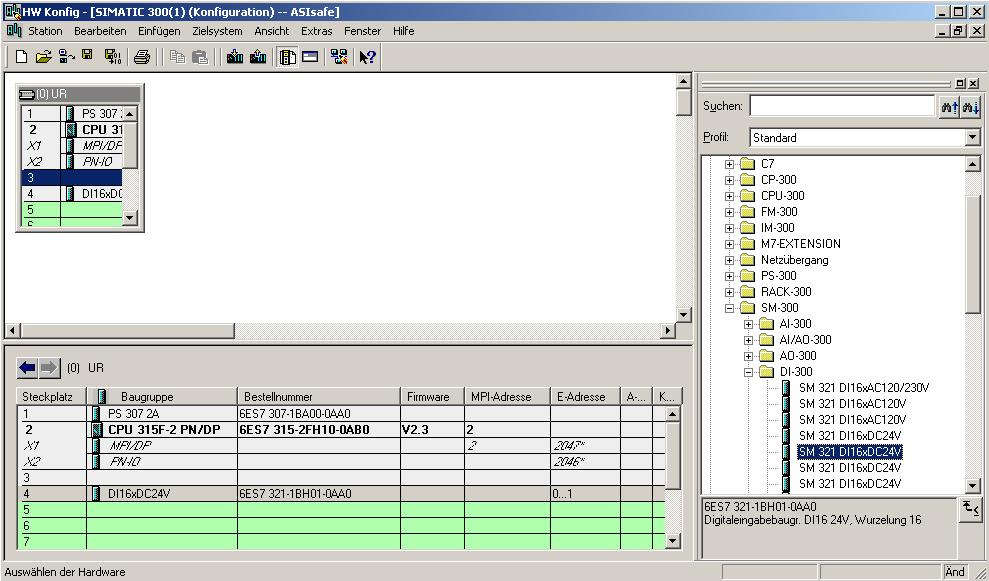 HW Konfig - [SIMATIC 300(1) (Konfiguration) -- ASIsafe]
Station Bearbeiten Einfügen Zielsystem Ansicht Extras Fenster Hilfe
(0) UR
1 PS 307
2 CPU 31
X1 MPI/DP
X2 PN-IO
3
4 DI16xDC
5
Suchen:
Profil: Standard
C7
CP-300
CPU-300
FM-300
IM-300
M7-EXTENSION
Netzübergang
PS-300
RACK-300
SM-300
AI-300
AI/AO-300
AO-300
DI-300
SM 321 DI16xAC120/230V
SM 321 DI16xAC120V
SM 321 DI16xAC120V
SM 321 DI16xDC24V
SM 321 DI16xDC24V
SM 321 DI16xDC24V
SM 321 DI16xDC24V
6ES7 321-1BH01-0AA0
Digitaleingabebaugr. DI16 24V, Wurzelung 16
(0) UR
Steckplatz Baugruppe Bestellnummer Firmware MPI-Adresse E-Adresse A-... K...
1 PS 307 2A 6ES7 307-1BA00-0AA0
2 CPU 315F-2 PN/DP 6ES7 315-2FH10-0AB0 V2.3 2
X1 MPI/DP 2 2047*
X2 PN-IO 2046*
3
4 DI16xDC24V 6ES7 321-1BH01-0AA0 0...1
5
6
7
Auswählen der Hardware Änd